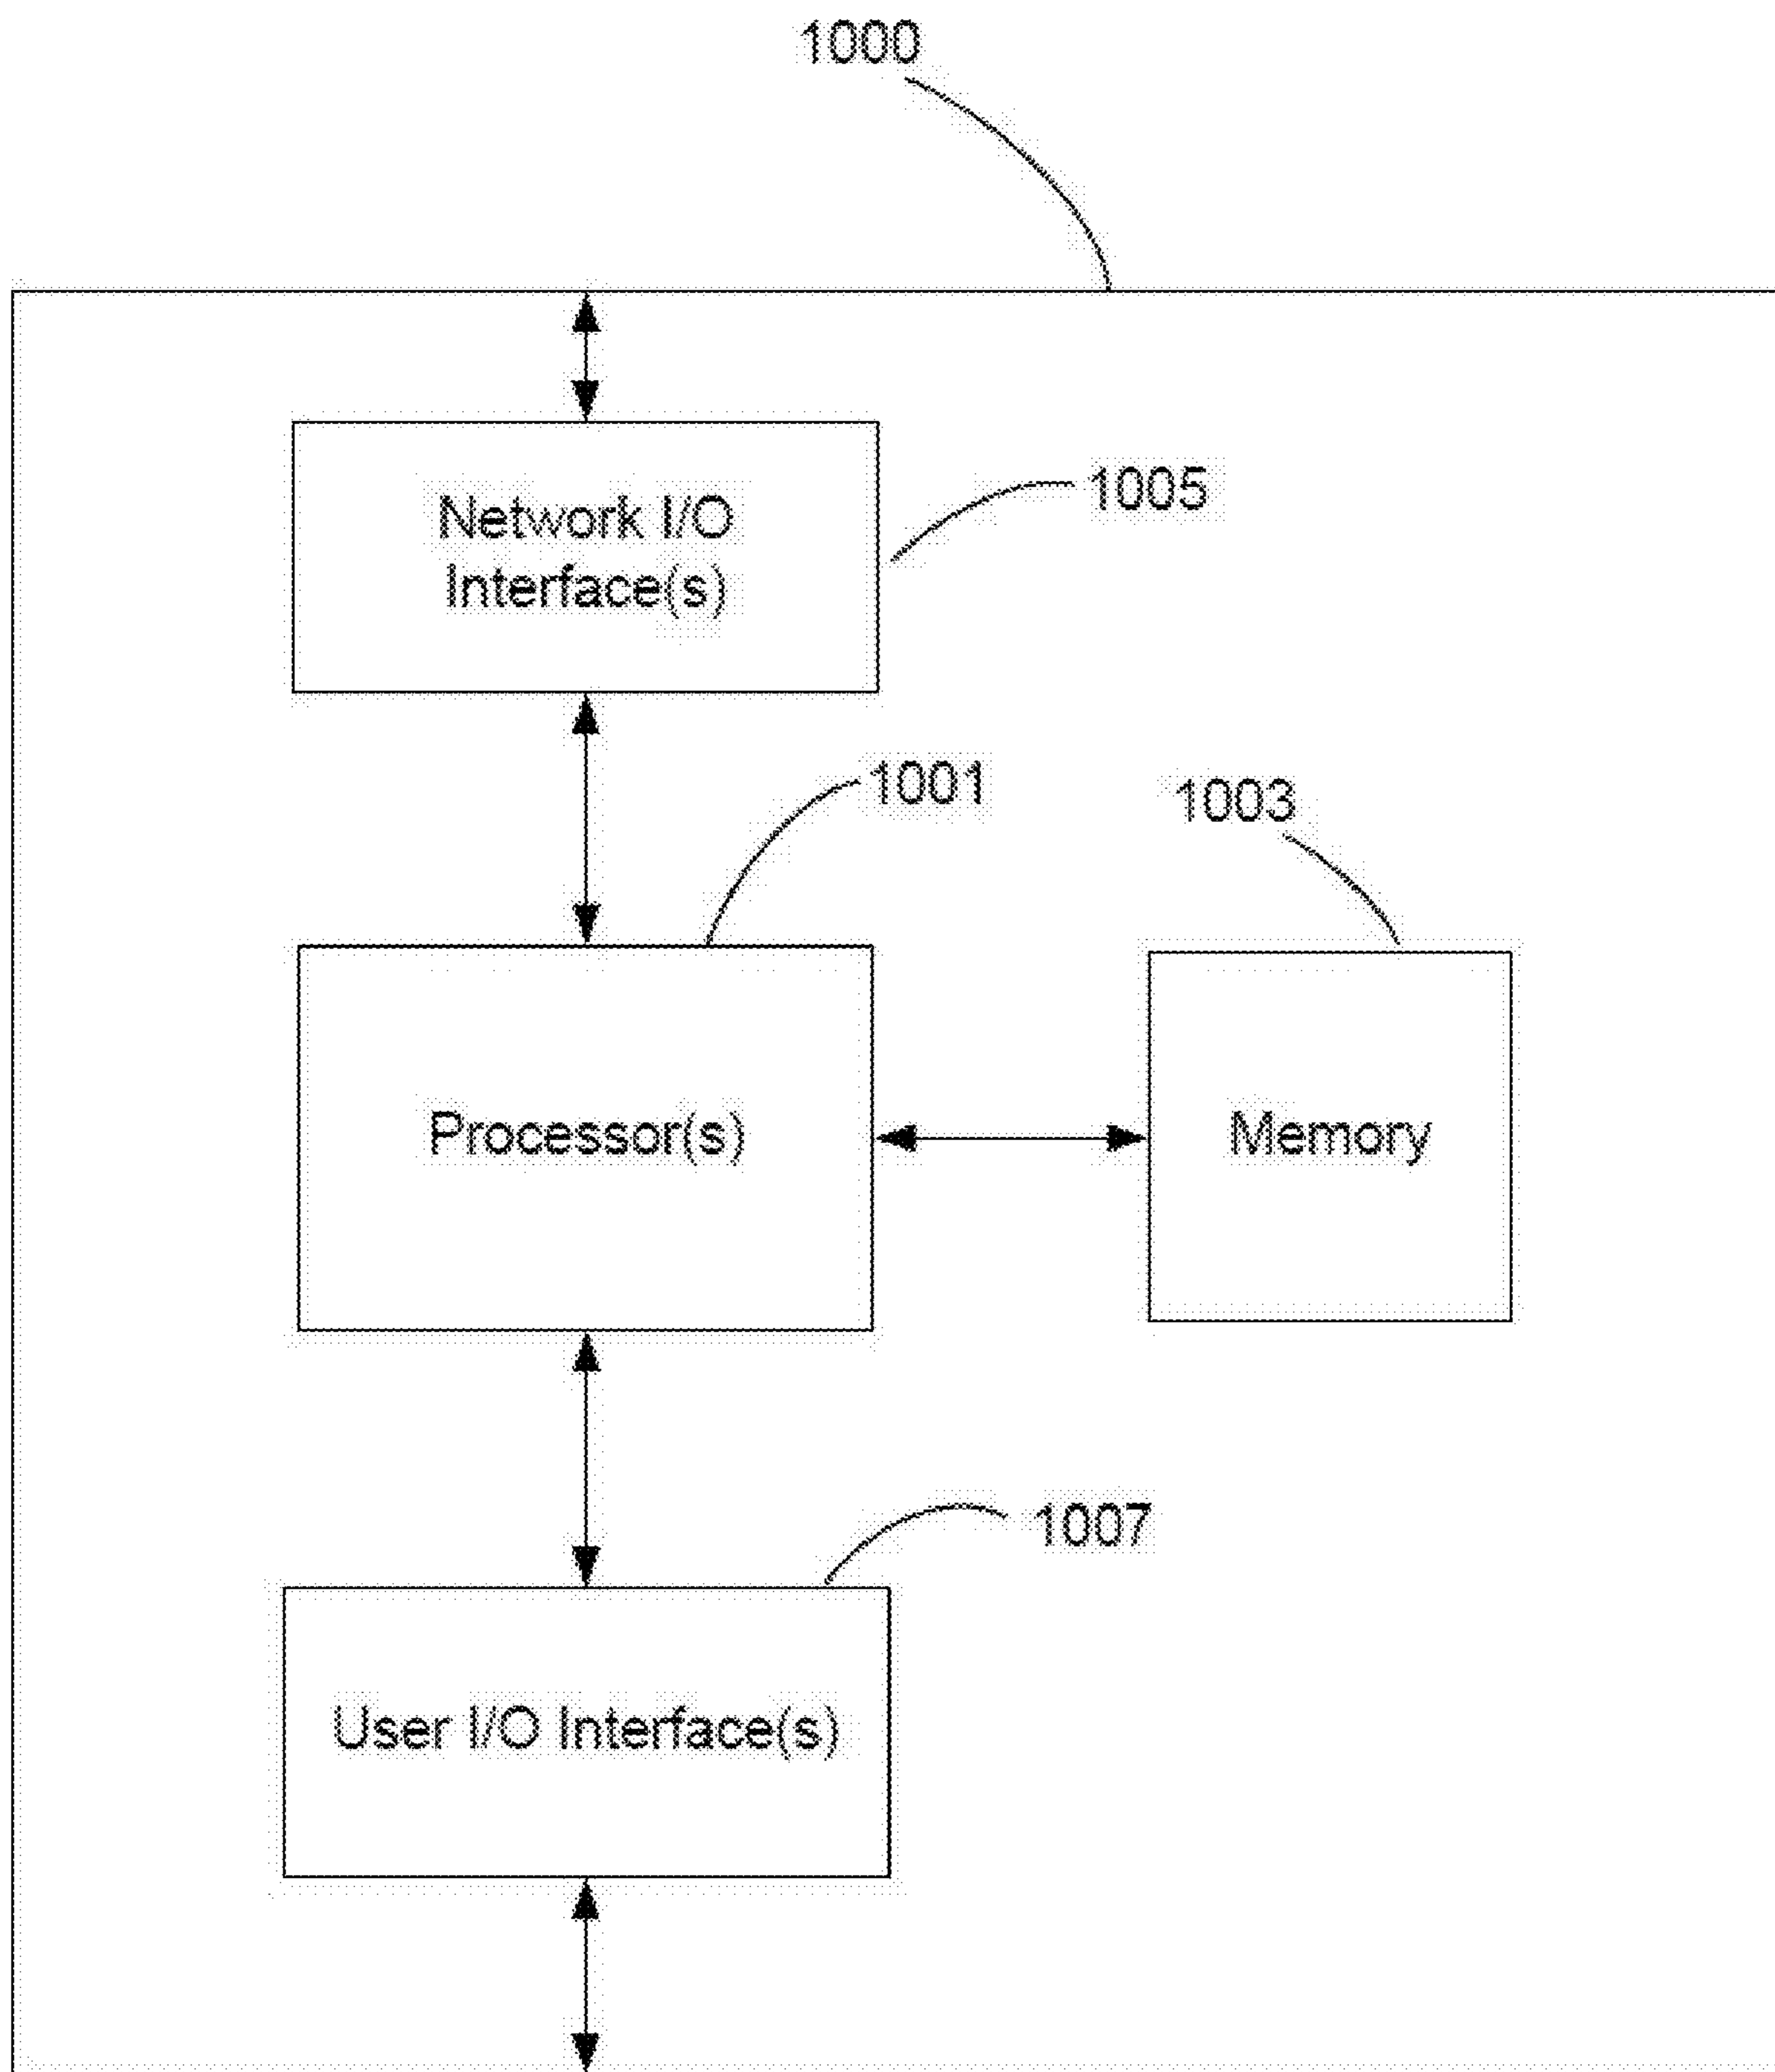 1000
Network I/O
Interface(s)
1005
1001
1003
Processor(s)
Memory
1007
User I/O Interface(s)